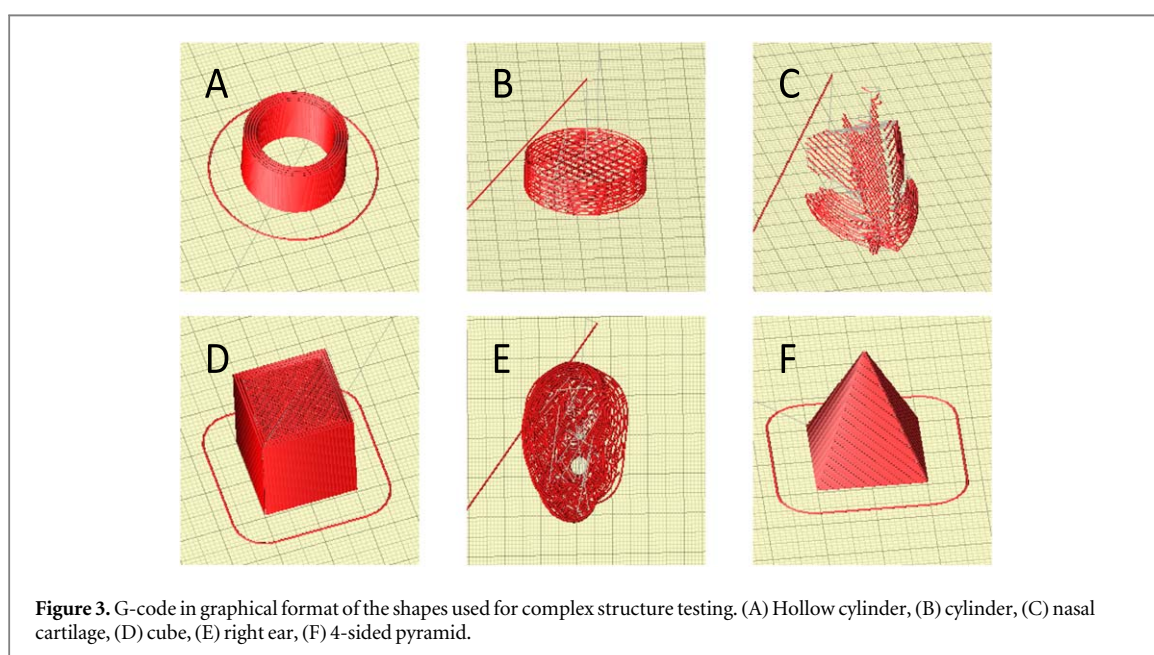 A
B
C
D
E
F
Figure 3. G-code in graphical format of the shapes used for complex structure testing. (A) Hollow cylinder, (B) cylinder, (C) nasal
cartilage, (D) cube, (E) right ear, (F) 4-sided pyramid.